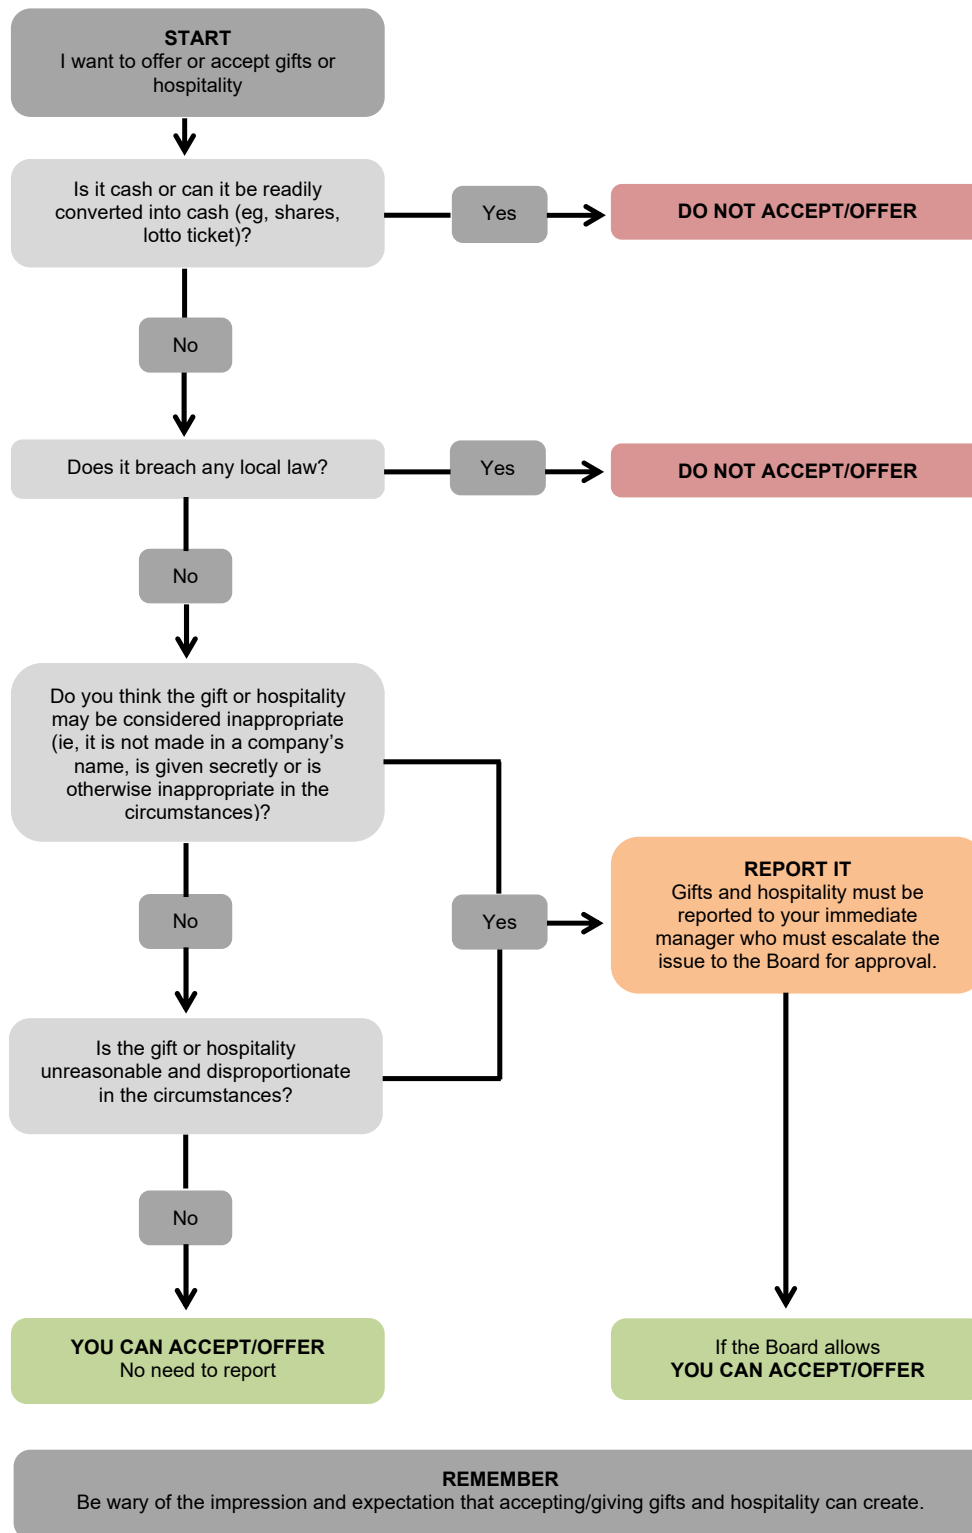 START
I want to offer or accept gifts or
hospitality
Is it cash or can it be readily
converted into cash (eg, shares,
lotto ticket)?
Yes
DO NOT ACCEPT/OFFER
No
Does it breach any local law?
Yes
DO NOT ACCEPT/OFFER
No
Do you think the gift or hospitality
may be considered inappropriate
(ie, it is not made in a company’s
name, is given secretly or is
otherwise inappropriate in the
circumstances)?
No
Yes
REPORT IT
Gifts and hospitality must be
reported to your immediate
manager who must escalate the
issue to the Board for approval.
Is the gift or hospitality
unreasonable and disproportionate
in the circumstances?
No
YOU CAN ACCEPT/OFFER
No need to report
If the Board allows
YOU CAN ACCEPT/OFFER
REMEMBER
Be wary of the impression and expectation that accepting/giving gifts and hospitality can create.